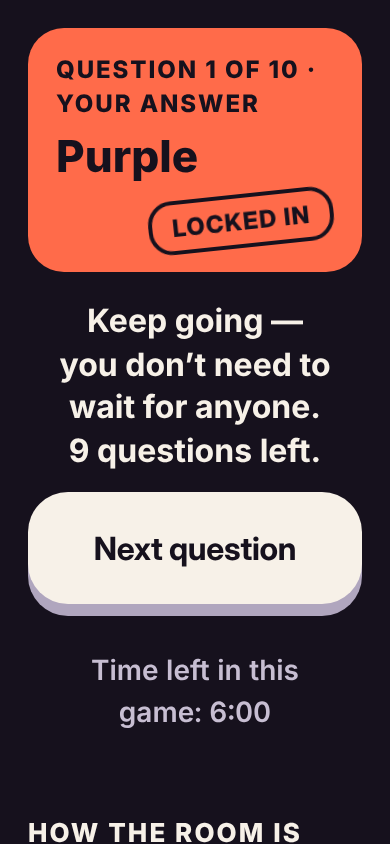 QUESTION 1 OF 10 ·
YOUR ANSWER
Purple
LOCKED IN
Keep going —
you don’t need to
wait for anyone.
9 questions left.
Next question
Time left in this
game: 6:00
HOW THE ROOM IS